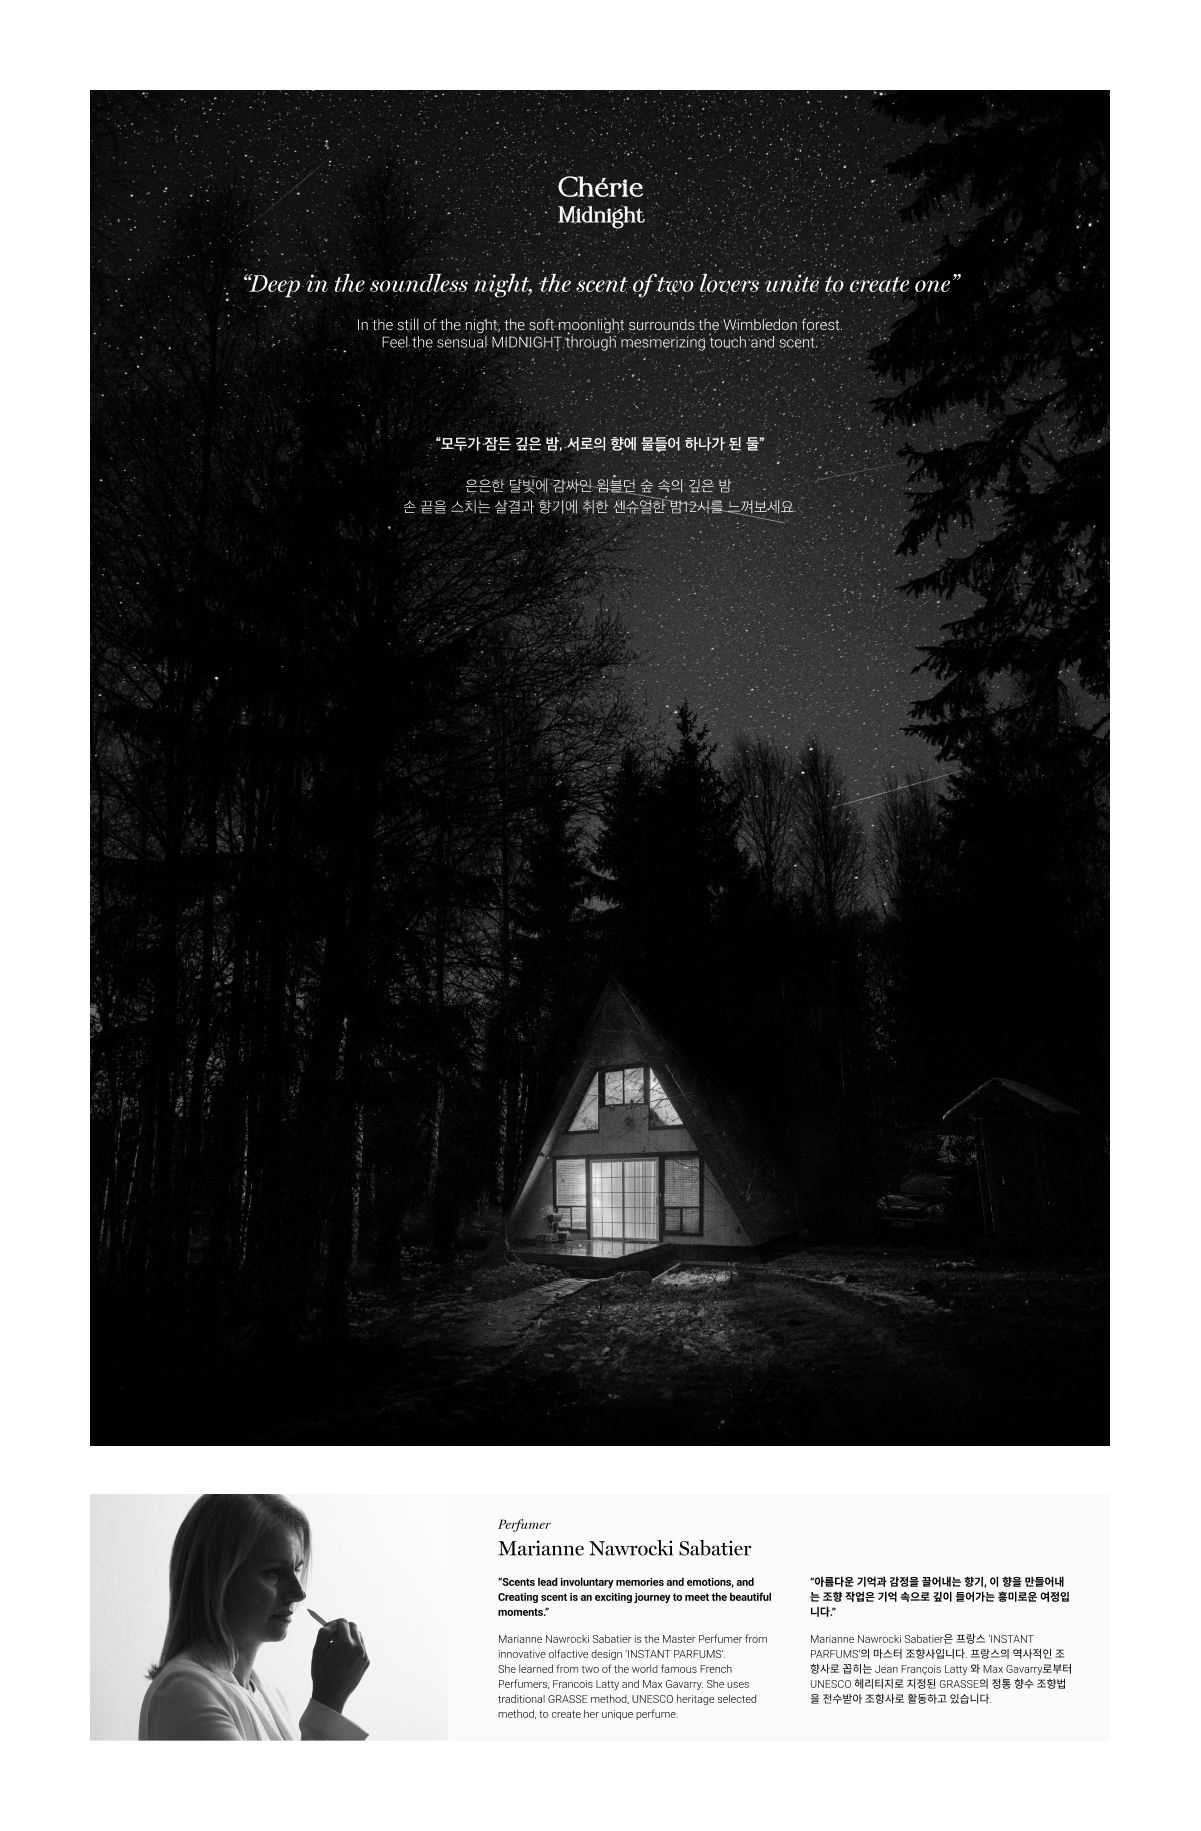 Chérie
Midnight
“Deep in the soundless night, the scent of two lovers unite to create one”
In the still of the night, the soft moonlight surrounds the Wimbledon forest.
Feel the sensual MIDNIGHT through mesmerizing touch and scent.
“모두가 잠든 깊은 밤, 서로의 향에 물들어 하나가 된 둘”
은은한 달빛에 감싸인 윔블던 숲 속의 깊은 밤
손 끝을 스치는 살결과 향기에 취한 센슈얼한 밤12시를 느껴보세요.
Perfumer
Marianne Nawrocki Sabatier
“Scents lead involuntary memories and emotions, and
Creating scent is an exciting journey to meet the beautiful
moments.”
Marianne Nawrocki Sabatier is the Master Perfumer from
innovative olfactive design ‘INSTANT PARFUMS’.
She learned from two of the world famous French
Perfumers, Francois Latty and Max Gavarry. She uses
traditional GRASSE method, UNESCO heritage selected
method, to create her unique perfume.
“아름다운 기억과 감정을 끌어내는 향기, 이 향을 만들어내
는 조향 작업은 기억 속으로 깊이 들어가는 흥미로운 여정입
니다.”
Marianne Nawrocki Sabatier은 프랑스 ‘INSTANT
PARFUMS’의 마스터 조향사입니다. 프랑스의 역사적인 조
향사로 꼽히는 Jean François Latty 와 Max Gavarry로부터
UNESCO 헤리티지로 지정된 GRASSE의 정통 향수 조향법
을 전수받아 조향사로 활동하고 있습니다.